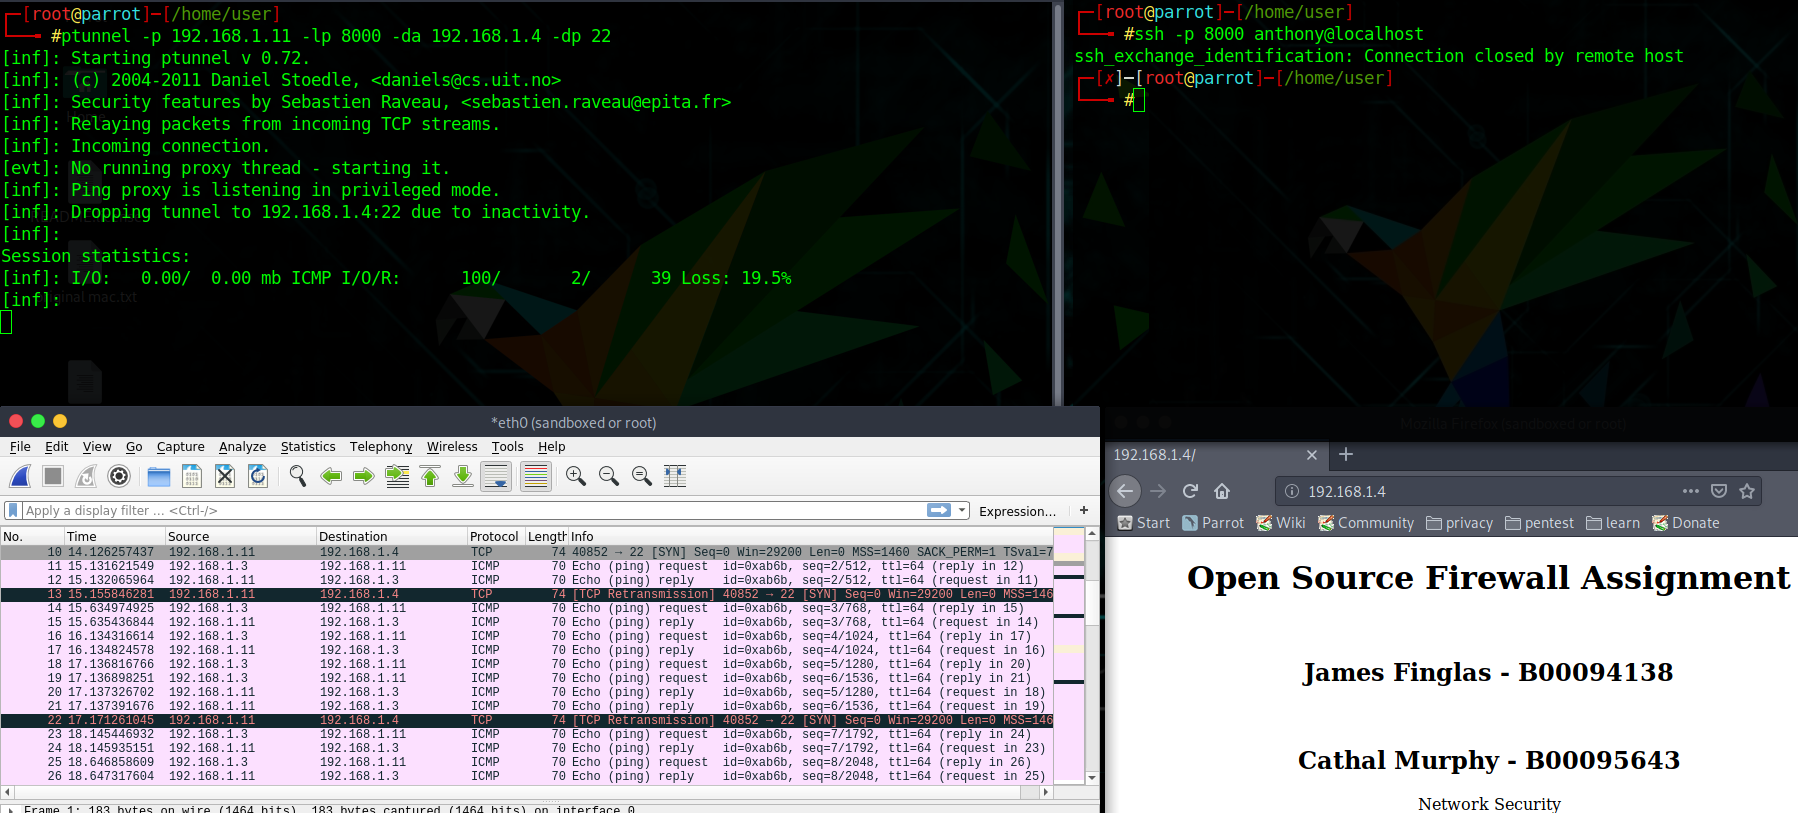 ┌─[root@parrot]─[/home/user]
└──╼ #ptunnel -p 192.168.1.11 -lp 8000 -da 192.168.1.4 -dp 22
[inf]: Starting ptunnel v 0.72.
[inf]: (c) 2004-2011 Daniel Stoedle, <daniels@cs.uit.no>
[inf]: Security features by Sebastien Raveau, <sebastien.raveau@epita.fr>
[inf]: Relaying packets from incoming TCP streams.
[inf]: Incoming connection.
[evt]: No running proxy thread - starting it.
[inf]: Ping proxy is listening in privileged mode.
[inf]: Dropping tunnel to 192.168.1.4:22 due to inactivity.
[inf]:
Session statistics:
[inf]: I/O:   0.00/  0.00 mb ICMP I/O/R:      100/       2/      39 Loss: 19.5%
[inf]:
mac.txt
┌─[root@parrot]─[/home/user]
└──╼ #ssh -p 8000 anthony@localhost
ssh_exchange_identification: Connection closed by remote host
┌─[✗]─[root@parrot]─[/home/user]
└──╼ #
*eth0 (sandboxed or root)
File Edit View Go Capture Analyze Statistics Telephony Wireless Tools Help
Apply a display filter ... <Ctrl-/> Expression... +
No. Time Source Destination Protocol Length Info
10 14.126257437 192.168.1.11 192.168.1.4 TCP 74 40852 → 22 [SYN] Seq=0 Win=29200 Len=0 MSS=1460 SACK_PERM=1 TSval=7
11 15.131621549 192.168.1.3 192.168.1.11 ICMP 70 Echo (ping) request id=0xab6b, seq=2/512, ttl=64 (reply in 12)
12 15.132065964 192.168.1.11 192.168.1.3 ICMP 70 Echo (ping) reply id=0xab6b, seq=2/512, ttl=64 (request in 11)
13 15.155846281 192.168.1.11 192.168.1.4 TCP 74 [TCP Retransmission] 40852 → 22 [SYN] Seq=0 Win=29200 Len=0 MSS=146
14 15.634974925 192.168.1.3 192.168.1.11 ICMP 70 Echo (ping) request id=0xab6b, seq=3/768, ttl=64 (reply in 15)
15 15.635436844 192.168.1.11 192.168.1.3 ICMP 70 Echo (ping) reply id=0xab6b, seq=3/768, ttl=64 (request in 14)
16 16.134316614 192.168.1.3 192.168.1.11 ICMP 70 Echo (ping) request id=0xab6b, seq=4/1024, ttl=64 (reply in 17)
17 16.134824578 192.168.1.11 192.168.1.3 ICMP 70 Echo (ping) reply id=0xab6b, seq=4/1024, ttl=64 (request in 16)
18 17.136816766 192.168.1.3 192.168.1.11 ICMP 70 Echo (ping) request id=0xab6b, seq=5/1280, ttl=64 (reply in 20)
19 17.136898251 192.168.1.3 192.168.1.11 ICMP 70 Echo (ping) request id=0xab6b, seq=6/1536, ttl=64 (reply in 21)
20 17.137326702 192.168.1.11 192.168.1.3 ICMP 70 Echo (ping) reply id=0xab6b, seq=5/1280, ttl=64 (request in 18)
21 17.137391676 192.168.1.11 192.168.1.3 ICMP 70 Echo (ping) reply id=0xab6b, seq=6/1536, ttl=64 (request in 19)
22 17.171261045 192.168.1.11 192.168.1.4 TCP 74 [TCP Retransmission] 40852 → 22 [SYN] Seq=0 Win=29200 Len=0 MSS=146
23 18.145446932 192.168.1.3 192.168.1.11 ICMP 70 Echo (ping) request id=0xab6b, seq=7/1792, ttl=64 (reply in 24)
24 18.145935151 192.168.1.11 192.168.1.3 ICMP 70 Echo (ping) reply id=0xab6b, seq=7/1792, ttl=64 (request in 23)
25 18.646858609 192.168.1.3 192.168.1.11 ICMP 70 Echo (ping) request id=0xab6b, seq=8/2048, ttl=64 (reply in 26)
26 18.647317604 192.168.1.11 192.168.1.3 ICMP 70 Echo (ping) reply id=0xab6b, seq=8/2048, ttl=64 (request in 25)
Frame 1: 183 bytes on wire (1464 bits), 183 bytes captured (1464 bits) on interface 0
Mozilla Firefox (sandboxed or root)
192.168.1.4/
192.168.1.4
Start Parrot Wiki Community privacy pentest learn Donate
Open Source Firewall Assignment
James Finglas - B00094138
Cathal Murphy - B00095643
Network Security